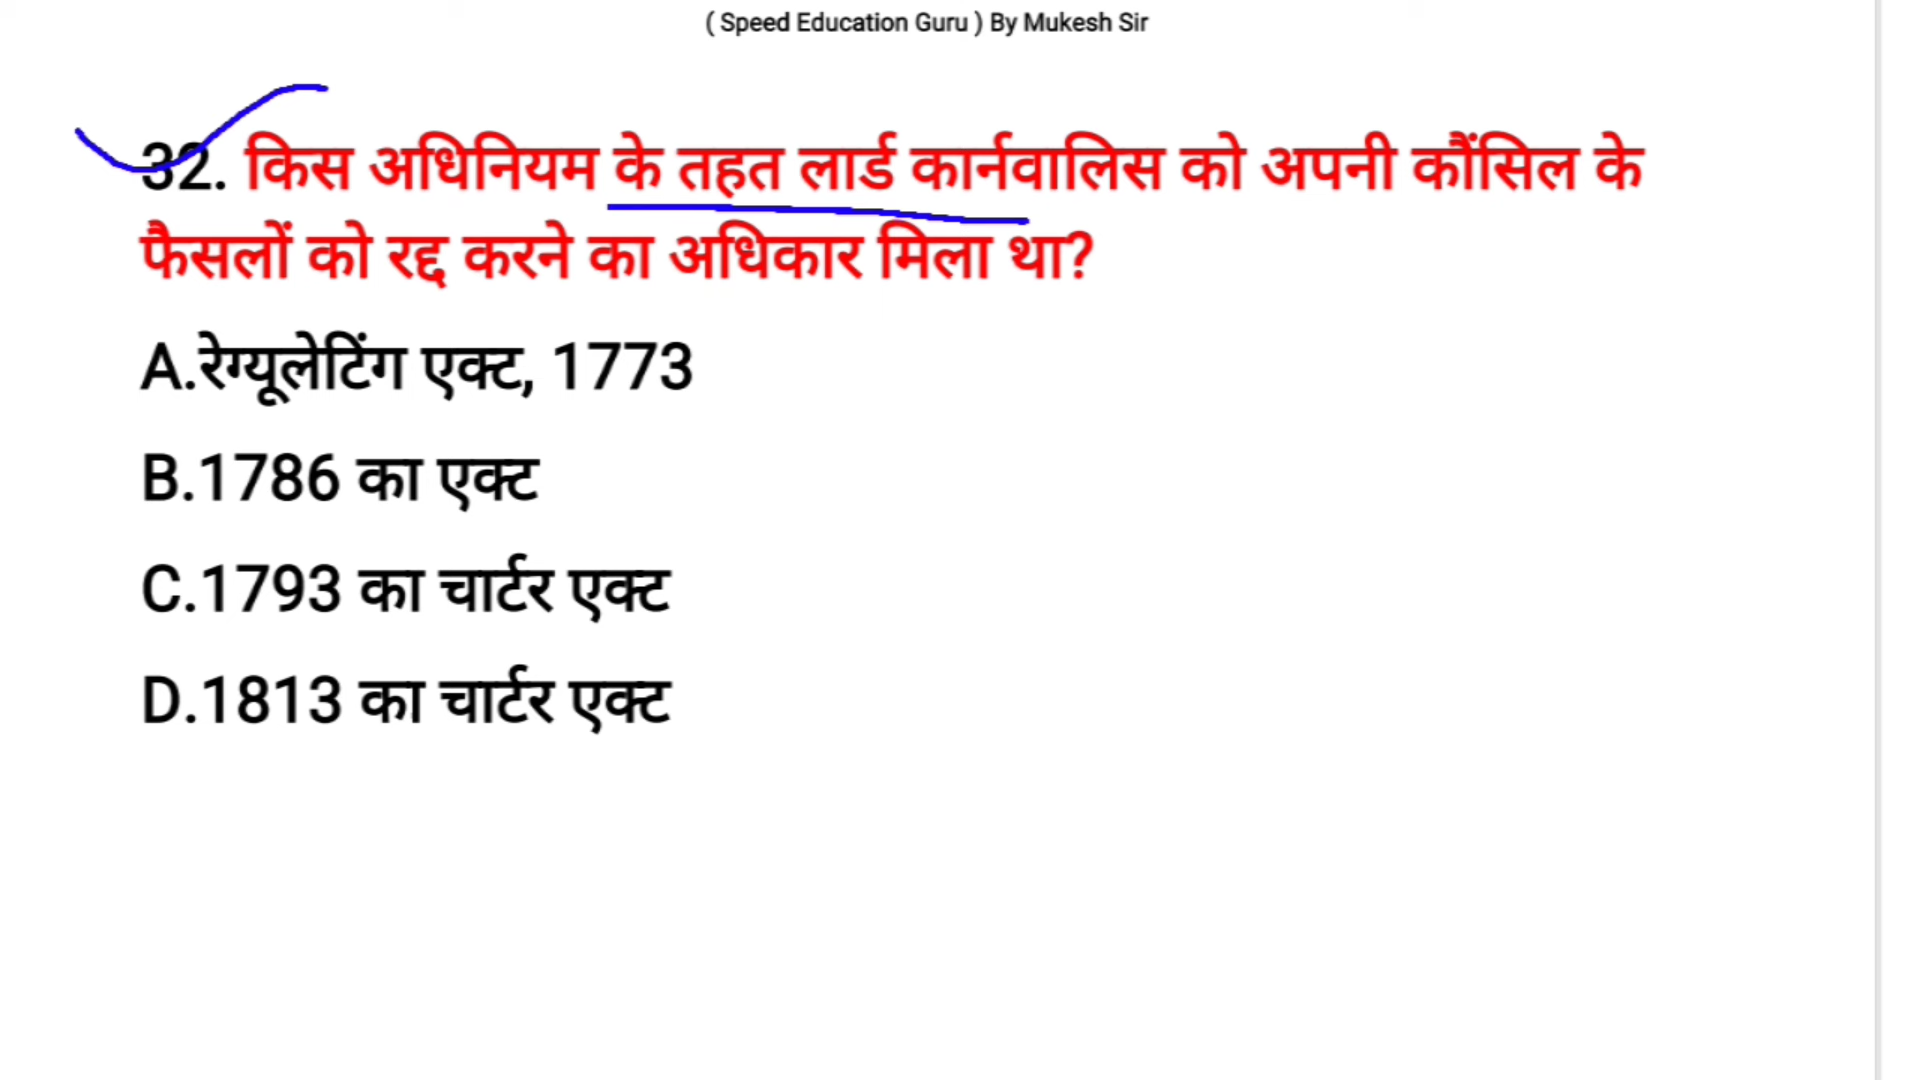 ( Speed Education Guru ) By Mukesh Sir
32. किस अधिनियम के तहत लार्ड कार्नवालिस को अपनी कौंसिल के
फैसलों को रद्द करने का अधिकार मिला था?
A.रेग्यूलेटिंग एक्ट, 1773
B.1786 का एक्ट
C.1793 का चार्टर एक्ट
D.1813 का चार्टर एक्ट